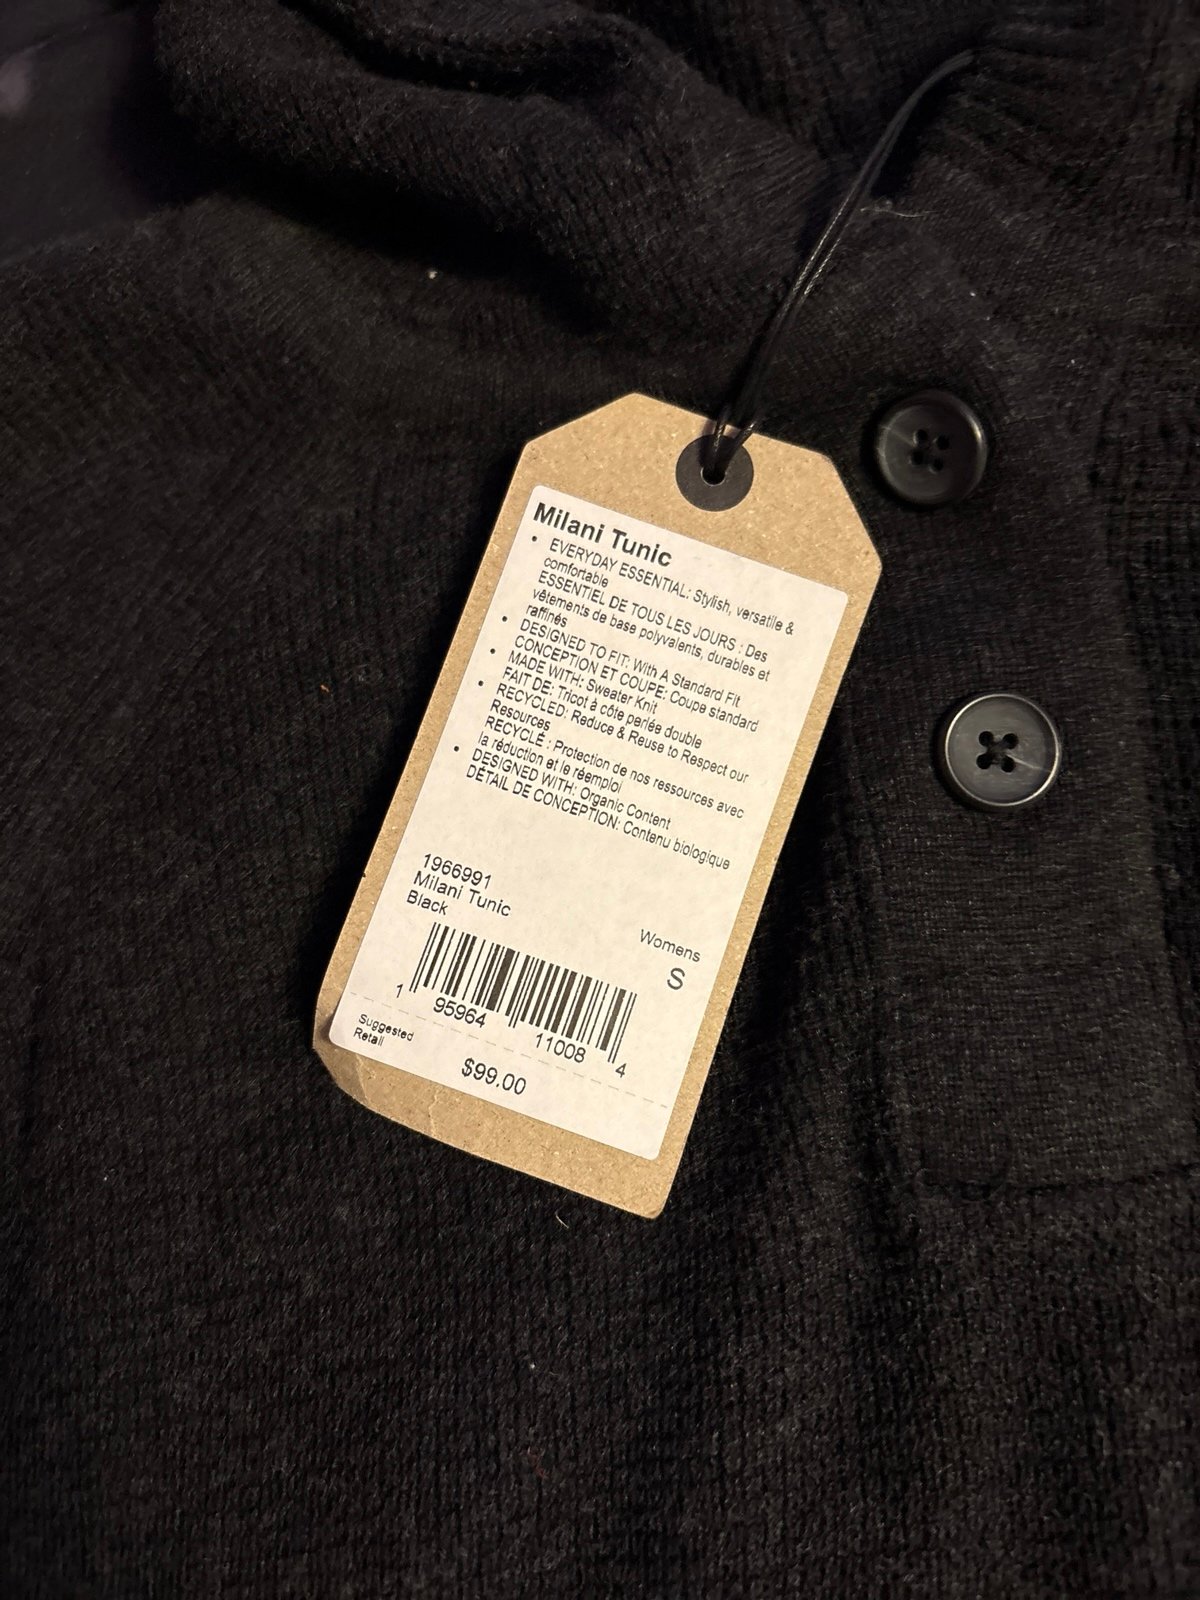 Milani Tunic
• EVERYDAY ESSENTIAL: Stylish, versatile &
comfortable
ESSENTIEL DE TOUS LES JOURS : Des
vêtements de base polyvalents, durables et
raffinés
• DESIGNED TO FIT: With A Standard Fit
CONCEPTION ET COUPE: Coupe standard
• MADE WITH: Sweater Knit
FAIT DE: Tricot à côte perlée double
• RECYCLED: Reduce & Reuse to Respect our
Resources
RECYCLÉ : Protection de nos ressources avec
la réduction et le réemploi
• DESIGNED WITH: Organic Content
DÉTAIL DE CONCEPTION: Contenu biologique
1966991
Milani Tunic
Black
Womens
S
1 95964 11008 4
Suggested
Retail
$99.00